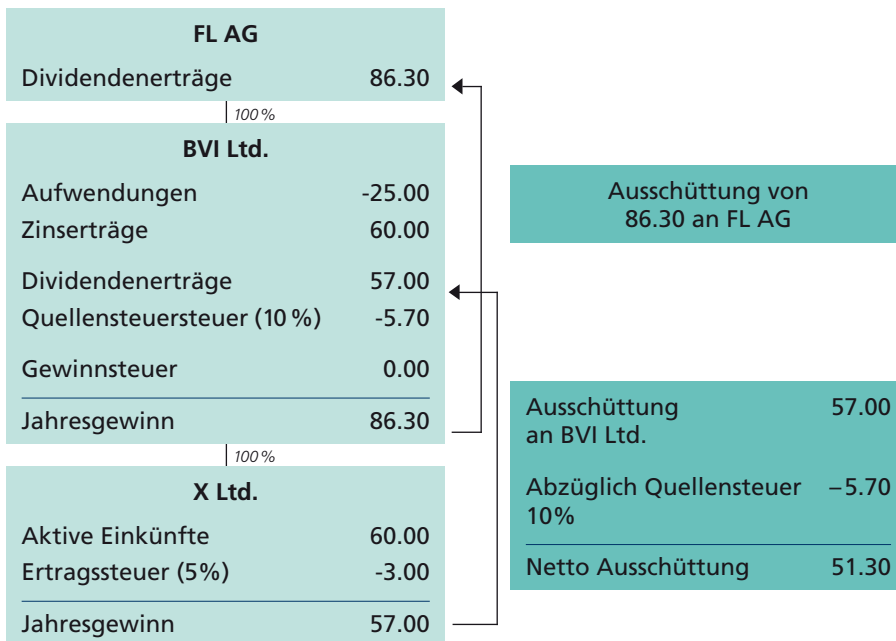 FL AG
Dividendenerträge 86.30
100%
BVI Ltd.
Aufwendungen -25.00
Zinserträge 60.00
Dividendenerträge 57.00
Quellensteuersteuer (10 %) -5.70
Gewinnsteuer 0.00
Jahresgewinn 86.30
100%
X Ltd.
Aktive Einkünfte 60.00
Ertragssteuer (5%) -3.00
Jahresgewinn 57.00
Ausschüttung von
86.30 an FL AG
Ausschüttung 57.00
an BVI Ltd.
Abzüglich Quellensteuer –5.70
10%
Netto Ausschüttung 51.30